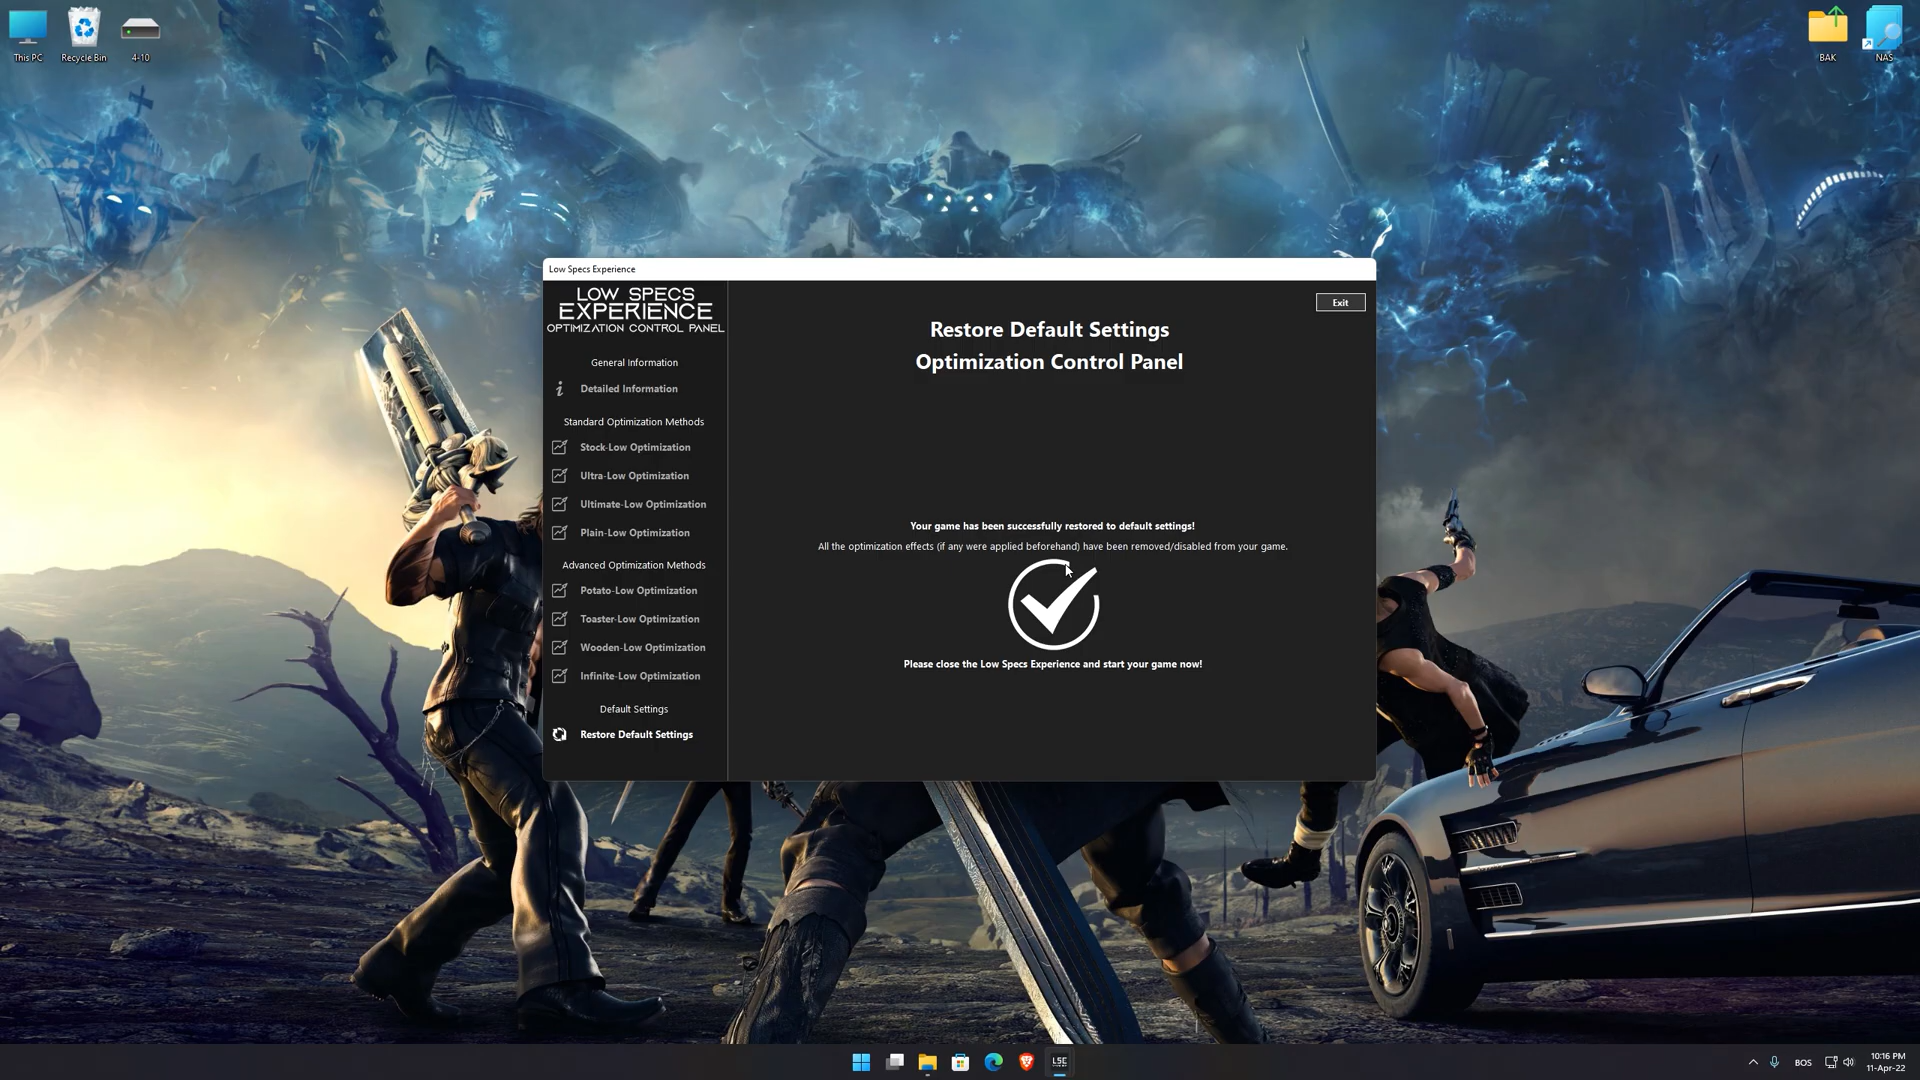 This PC
Recycle Bin
4-10
BAK
NAS
Low Specs Experience
LOW SPECS
EXPERIENCE
OPTIMIZATION CONTROL PANEL
General Information
Detailed Information
Standard Optimization Methods
Stock-Low Optimization
Ultra-Low Optimization
Ultimate-Low Optimization
Plain-Low Optimization
Advanced Optimization Methods
Potato-Low Optimization
Toaster-Low Optimization
Wooden-Low Optimization
Infinite-Low Optimization
Default Settings
Restore Default Settings
Exit
Restore Default Settings
Optimization Control Panel
Your game has been successfully restored to default settings!
All the optimization effects (if any were applied beforehand) have been removed/disabled from your game.
Please close the Low Specs Experience and start your game now!
LSE
BOS
10:16 PM
11-Apr-22